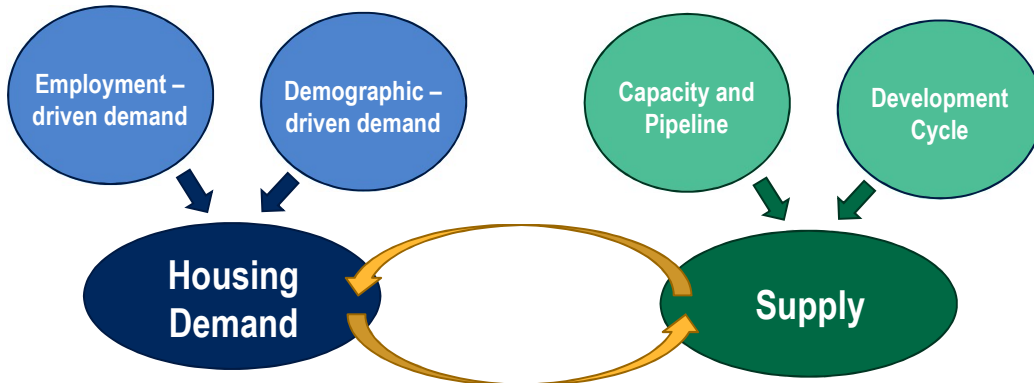 Employment –
driven demand
Demographic –
driven demand
Capacity and
Pipeline
Development
Cycle
Housing
Demand
Supply